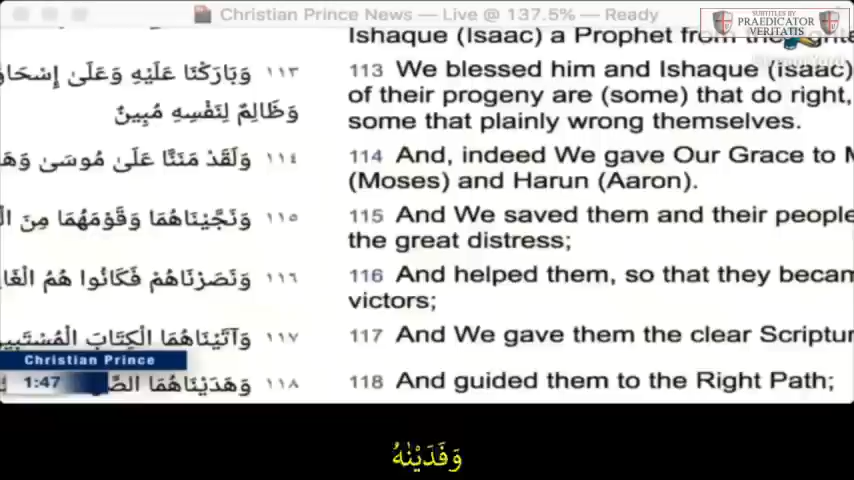 Christian Prince News — Live @ 137.5% — Ready
SUBTITLES BY
PRAEDICATOR
VERITATIS
Ishaque (Isaac) a Prophet from the
١١٣ وَبَارَكْنَا عَلَيْهِ وَعَلَىٰ
وَظَالِمٌ لِنَفْسِهِ مُبِينٌ
113 We blessed him and Ishaque (Isaac)
of their progeny are (some) that do right,
some that plainly wrong themselves.
١١٤ وَلَقَدْ مَنَنَّا عَلَىٰ مُوسَىٰ
114 And, indeed We gave Our Grace to
(Moses) and Harun (Aaron).
١١٥ وَنَجَّيْنَاهُمَا وَقَوْمَهُمَا مِنَ
115 And We saved them and their people
the great distress;
١١٦ وَنَصَرْنَاهُمْ فَكَانُوا هُمُ
116 And helped them, so that they
victors;
١١٧ وَآتَيْنَاهُمَا الْكِتَابَ
117 And We gave them the clear
١١٨ وَهَدَيْنَاهُمَا
118 And guided them to the Right Path;
Christian Prince
1:47
وَفَدَيْنٰهُ